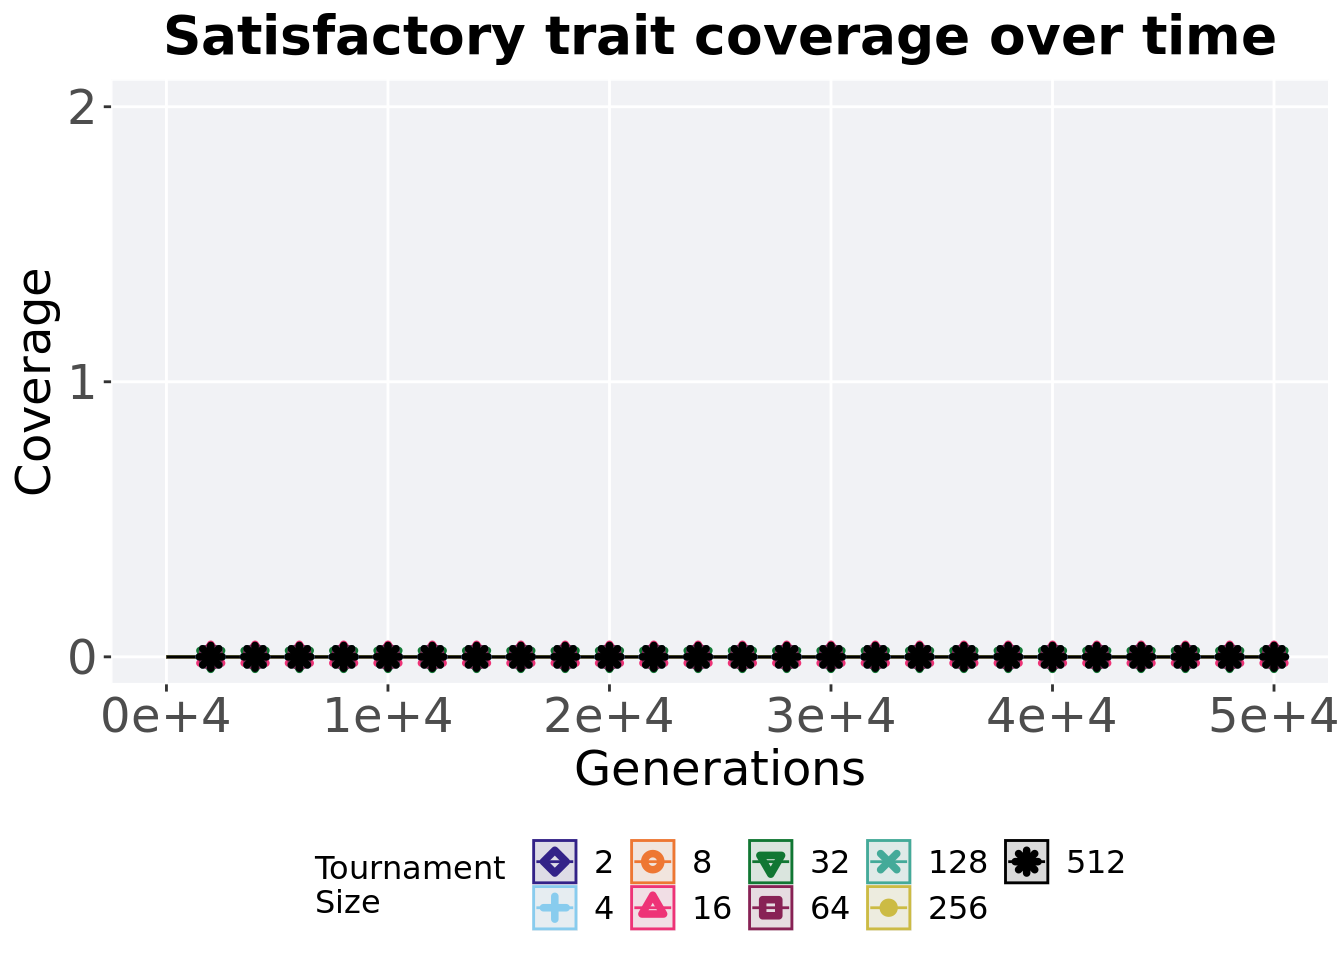 Satisfactory trait coverage over time
2
1
0
Coverage
0e+4 1e+4 2e+4 3e+4 4e+4 5e+4
Generations
Tournament
Size
2 8 32 128 512
4 16 64 256